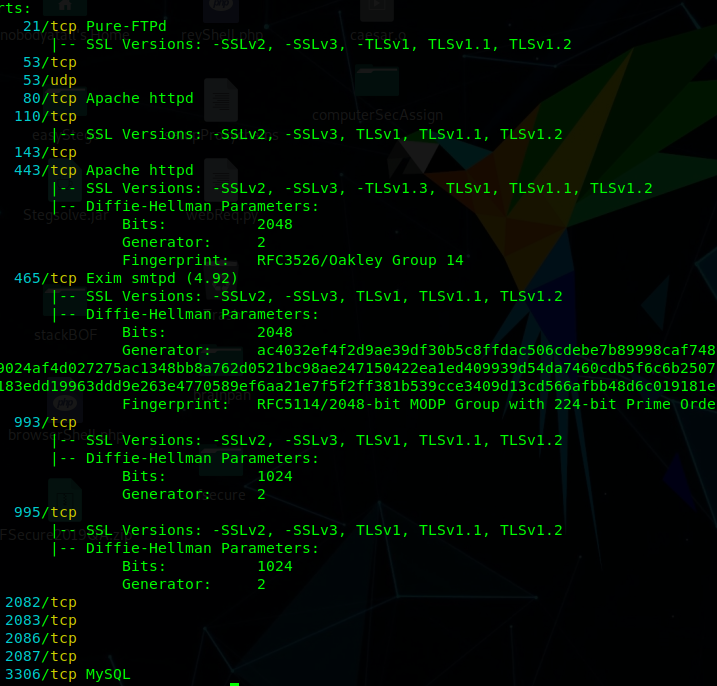 rts:
21/tcp Pure-FTPd
|-- SSL Versions: -SSLv2, -SSLv3, -TLSv1, TLSv1.1, TLSv1.2
53/tcp
53/udp
80/tcp Apache httpd
110/tcp
|-- SSL Versions: -SSLv2, -SSLv3, TLSv1, TLSv1.1, TLSv1.2
143/tcp
443/tcp Apache httpd
|-- SSL Versions: -SSLv2, -SSLv3, -TLSv1.3, TLSv1, TLSv1.1, TLSv1.2
|-- Diffie-Hellman Parameters:
Bits: 2048
Generator: 2
Fingerprint: RFC3526/Oakley Group 14
465/tcp Exim smtpd (4.92)
|-- SSL Versions: -SSLv2, -SSLv3, TLSv1, TLSv1.1, TLSv1.2
|-- Diffie-Hellman Parameters:
Bits: 2048
Generator: ac4032ef4f2d9ae39df30b5c8ffdac506cdebe7b89998caf748
9024af4d027275ac1348bb8a762d0521bc98ae247150422ea1ed409939d54da7460cdb5f6c6b2507
183edd19963ddd9e263e4770589ef6aa21e7f5f2ff381b539cce3409d13cd566afbb48d6c019181e
Fingerprint: RFC5114/2048-bit MODP Group with 224-bit Prime Orde
993/tcp
|-- SSL Versions: -SSLv2, -SSLv3, TLSv1, TLSv1.1, TLSv1.2
|-- Diffie-Hellman Parameters:
Bits: 1024
Generator: 2
995/tcp
|-- SSL Versions: -SSLv2, -SSLv3, TLSv1, TLSv1.1, TLSv1.2
|-- Diffie-Hellman Parameters:
Bits: 1024
Generator: 2
2082/tcp
2083/tcp
2086/tcp
2087/tcp
3306/tcp MySQL
computerSecAssign
stackBOF